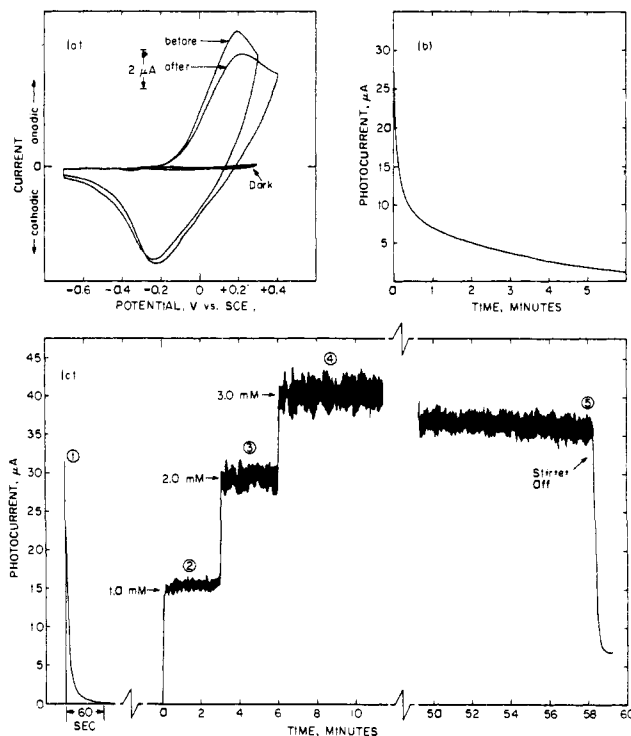 (a)
before
after
2 μA
Dark
CURRENT
anodic
0
cathodic
-0.6 -0.4 -0.2 0 +0.2 +0.4
POTENTIAL, V vs. SCE.
(b)
PHOTOCURRENT, μA
35
30
25
20
15
10
5
0 1 2 3 4 5
TIME, MINUTES
(c)
PHOTOCURRENT, μA
45
40
35
30
25
20
15
10
5
0
①
②
③
④
⑤
1.0 mM
2.0 mM
3.0 mM
Stirrer
Off
60
SEC
0 2 4 6 8 10
50 52 54 56 58 60
TIME, MINUTES